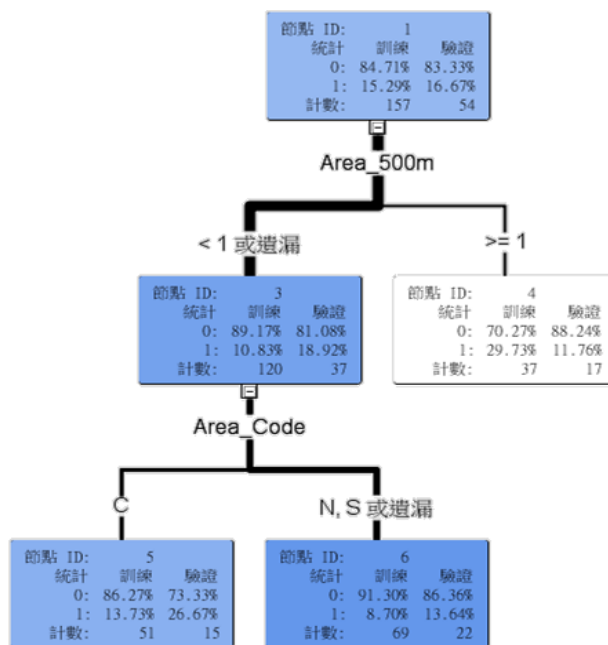 節點 ID: 1
統計 訓練 驗證
0: 84.71% 83.33%
1: 15.29% 16.67%
計數: 157 54
Area_500m
< 1 或遺漏
>= 1
節點 ID: 3
統計 訓練 驗證
0: 89.17% 81.08%
1: 10.83% 18.92%
計數: 120 37
節點 ID: 4
統計 訓練 驗證
0: 70.27% 88.24%
1: 29.73% 11.76%
計數: 37 17
Area_Code
C
N, S 或遺漏
節點 ID: 5
統計 訓練 驗證
0: 86.27% 73.33%
1: 13.73% 26.67%
計數: 51 15
節點 ID: 6
統計 訓練 驗證
0: 91.30% 86.36%
1: 8.70% 13.64%
計數: 69 22